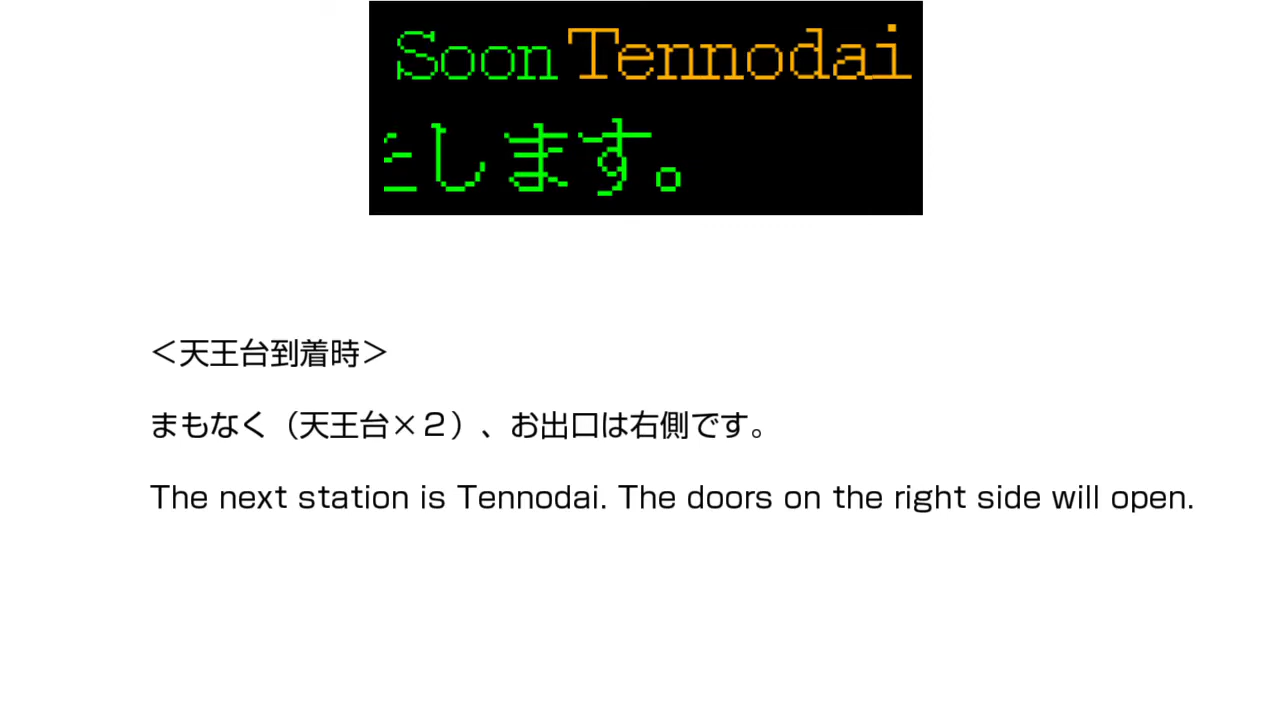 Soon Tennodai
します。
＜天王台到着時＞
まもなく（天王台×２）、お出口は右側です。
The next station is Tennodai. The doors on the right side will open.